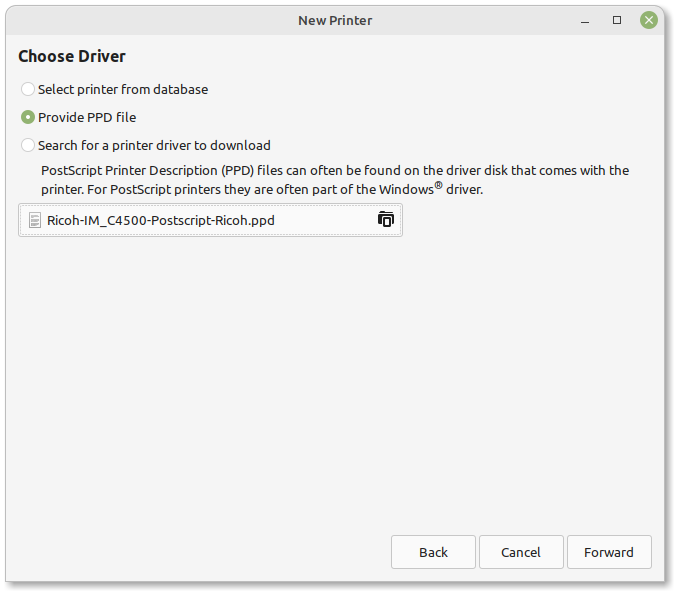 New Printer
Choose Driver
Select printer from database
Provide PPD file
Search for a printer driver to download
PostScript Printer Description (PPD) files can often be found on the driver disk that comes with the
printer. For PostScript printers they are often part of the Windows® driver.
Ricoh-IM_C4500-Postscript-Ricoh.ppd
Back Cancel Forward